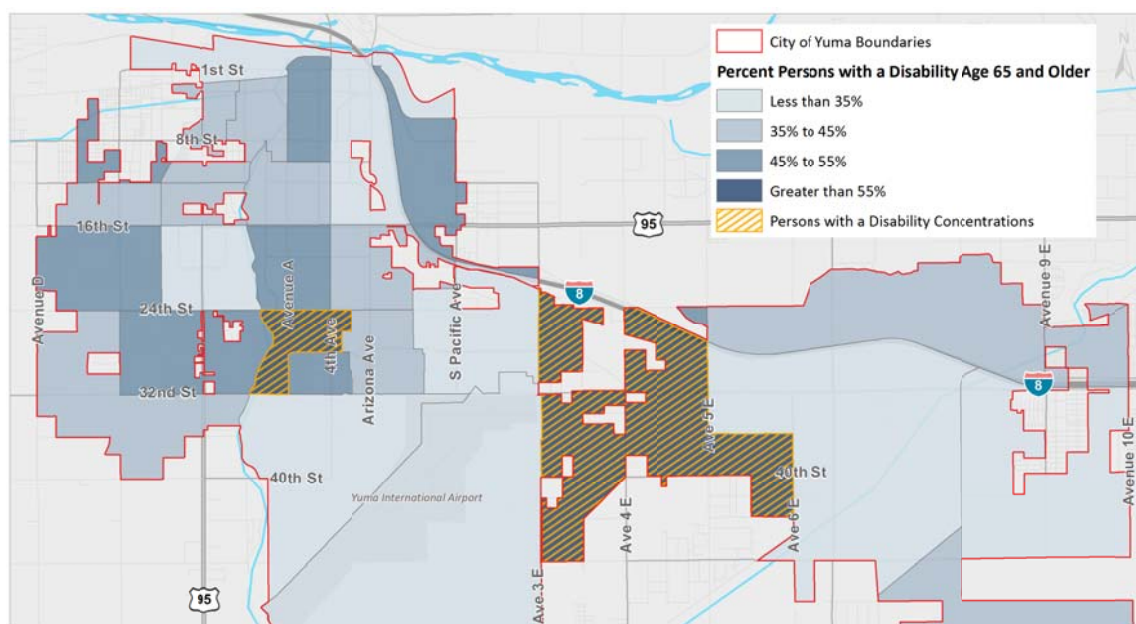 City of Yuma Boundaries
Percent Persons with a Disability Age 65 and Older
Less than 35%
35% to 45%
45% to 55%
Greater than 55%
Persons with a Disability Concentrations
N
1st St
8th St
16th St
95
Avenue D
24th St
Avenue A
4th Ave
Arizona Ave
S Pacific Ave
8
Avenue 9 E
32nd St
Ave 5 E
8
Avenue 10 E
40th St
Yuma International Airport
40th St
Ave 3 E
Ave 4 E
Ave 6 E
95